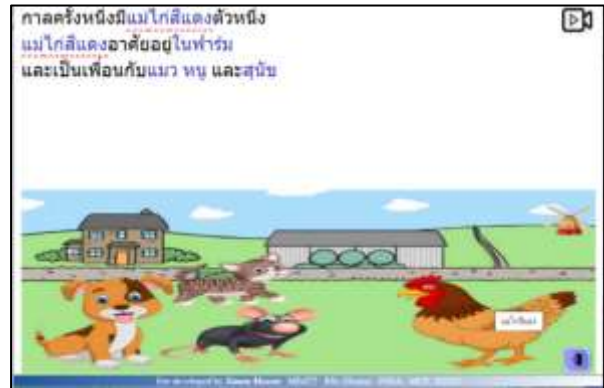 กาลครั้งหนึ่งมีแม่ไก่สีแดงตัวหนึ่ง
แม่ไก่สีแดงอาศัยอยู่ในฟาร์ม
และเป็นเพื่อนกับแมว หนู และสุนัข